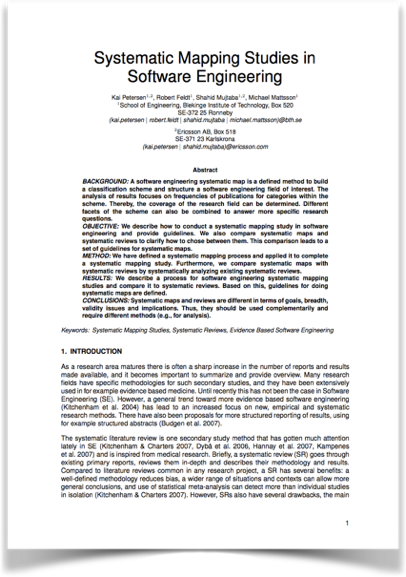 Systematic Mapping Studies in
Software Engineering
Kai Petersen1,2, Robert Feldt1, Shahid Mujtaba1,2, Michael Mattsson1
1School of Engineering, Blekinge Institute of Technology, Box 520
SE-372 25 Ronneby
(kai.petersen | robert.feldt | shahid.mujtaba | michael.mattsson)@bth.se
2Ericsson AB, Box 518
SE-371 23 Karlskrona
(kai.petersen | shahid.mujtaba)@ericsson.com
Abstract
BACKGROUND: A software engineering systematic map is a defined method to build
a classification scheme and structure a software engineering field of interest. The
analysis of results focuses on frequencies of publications for categories within the
scheme. Thereby, the coverage of the research field can be determined. Different
facets of the scheme can also be combined to answer more specific research
questions.
OBJECTIVE: We describe how to conduct a systematic mapping study in software
engineering and provide guidelines. We also compare systematic maps and
systematic reviews to clarify how to chose between them. This comparison leads to a
set of guidelines for systematic maps.
METHOD: We have defined a systematic mapping process and applied it to complete
a systematic mapping study. Furthermore, we compare systematic maps with
systematic reviews by systematically analyzing existing systematic reviews.
RESULTS: We describe a process for software engineering systematic mapping
studies and compare it to systematic reviews. Based on this, guidelines for doing
systematic maps are defined.
CONCLUSIONS: Systematic maps and reviews are different in terms of goals, breadth,
validity issues and implications. Thus, they should be used complementarily and
require different methods (e.g., for analysis).
Keywords: Systematic Mapping Studies, Systematic Reviews, Evidence Based Software Engineering
1. INTRODUCTION
As a research area matures there is often a sharp increase in the number of reports and results
made available, and it becomes important to summarize and provide overview. Many research
fields have specific methodologies for such secondary studies, and they have been extensively
used in for example evidence based medicine. Until recently this has not been the case in Software
Engineering (SE). However, a general trend toward more evidence based software engineering
(Kitchenham et al. 2004) has lead to an increased focus on new, empirical and systematic
research methods. There have also been proposals for more structured reporting of results, using
for example structured abstracts (Budgen et al. 2007).
The systematic literature review is one secondary study method that has gotten much attention
lately in SE (Kitchenham & Charters 2007, Dybå et al. 2006, Hannay et al. 2007, Kampenes
et al. 2007) and is inspired from medical research. Briefly, a systematic review (SR) goes through
existing primary reports, reviews them in-depth and describes their methodology and results.
Compared to literature reviews common in any research project, a SR has several benefits: a
well-defined methodology reduces bias, a wider range of situations and contexts can allow more
general conclusions, and use of statistical meta-analysis can detect more than individual studies
in isolation (Kitchenham & Charters 2007). However, SRs also have several drawbacks, the main
1